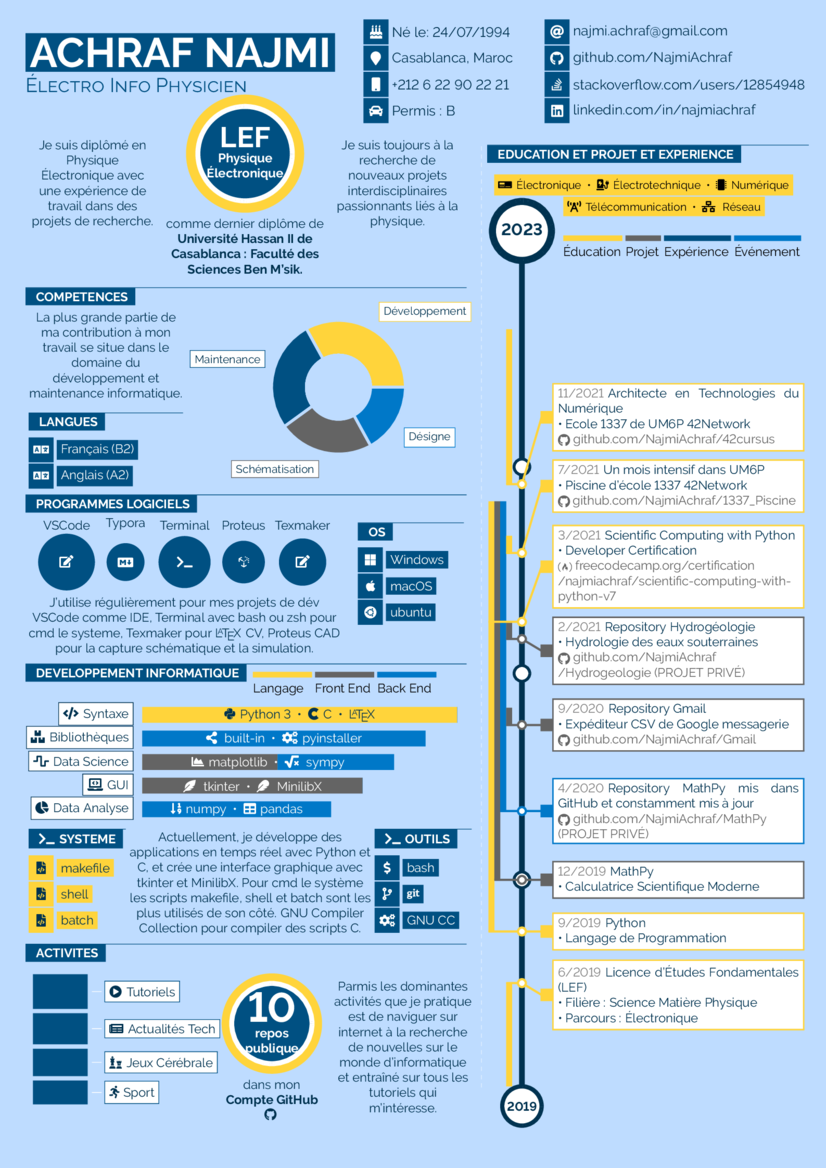 ACHRAF NAJMI
ÉLECTRO INFO PHYSICIEN
Né le: 24/07/1994
Casablanca, Maroc
+212 6 22 90 22 21
Permis : B
najmi.achraf@gmail.com
github.com/NajmiAchraf
stackoverflow.com/users/12854948
linkedin.com/in/najmiachraf
Je suis diplômé en
Physique
Électronique avec
une expérience de
travail dans des
projets de recherche.
LEF
Physique
Électronique
comme dernier diplôme de
Université Hassan II de
Casablanca : Faculté des
Sciences Ben M'sik.
Je suis toujours à la
recherche de
nouveaux projets
interdisciplinaires
passionnants liés à la
physique.
COMPETENCES
La plus grande partie de
ma contribution à mon
travail se situe dans le
domaine du
développement et
maintenance informatique.
Développement
Maintenance
Désigne
Schématisation
LANGUES
Français (B2)
Anglais (A2)
PROGRAMMES LOGICIELS
VSCode Typora Terminal Proteus Texmaker
J'utilise régulièrement pour mes projets de dév
VSCode comme IDE, Terminal avec bash ou zsh pour
cmd le systeme, Texmaker pour LATEX CV, Proteus CAD
pour la capture schématique et la simulation.
OS
Windows
macOS
ubuntu
DEVELOPPEMENT INFORMATIQUE
Langage Front End Back End
Syntaxe Python 3 • C • LATEX
Bibliothèques built-in • pyinstaller
Data Science matplotlib • sympy
GUI tkinter • MinilibX
Data Analyse numpy • pandas
SYSTEME
makefile
shell
batch
Actuellement, je développe des
applications en temps réel avec Python et
C, et crée une interface graphique avec
tkinter et MinilibX. Pour cmd le système
les scripts makefile, shell et batch sont les
plus utilisés de son côté. GNU Compiler
Collection pour compiler des scripts C.
OUTILS
bash
git
GNU CC
ACTIVITES
Tutoriels
Actualités Tech
Jeux Cérébrale
Sport
10
repos
publique
dans mon
Compte GitHub
Parmis les dominantes
activités que je pratique
est de naviguer sur
internet à la recherche
de nouvelles sur le
monde d'informatique
et entraîné sur tous les
tutoriels qui
m'intéresse.
EDUCATION ET PROJET ET EXPERIENCE
Électronique • Électrotechnique • Numérique
Télécommunication • Réseau
2023
Éducation Projet Expérience Événement
11/2021 Architecte en Technologies du
Numérique
• Ecole 1337 de UM6P 42Network
github.com/NajmiAchraf/42cursus
7/2021 Un mois intensif dans UM6P
• Piscine d'école 1337 42Network
github.com/NajmiAchraf/1337_Piscine
3/2021 Scientific Computing with Python
• Developer Certification
freecodecamp.org/certification
/najmiachraf/scientific-computing-with-
python-v7
2/2021 Repository Hydrogéologie
• Hydrologie des eaux souterraines
github.com/NajmiAchraf
/Hydrogeologie (PROJET PRIVÉ)
9/2020 Repository Gmail
• Expéditeur CSV de Google messagerie
github.com/NajmiAchraf/Gmail
4/2020 Repository MathPy mis dans
GitHub et constamment mis à jour
github.com/NajmiAchraf/MathPy
(PROJET PRIVÉ)
12/2019 MathPy
• Calculatrice Scientifique Moderne
9/2019 Python
• Langage de Programmation
6/2019 Licence d'Études Fondamentales
(LEF)
• Filière : Science Matière Physique
• Parcours : Électronique
2019